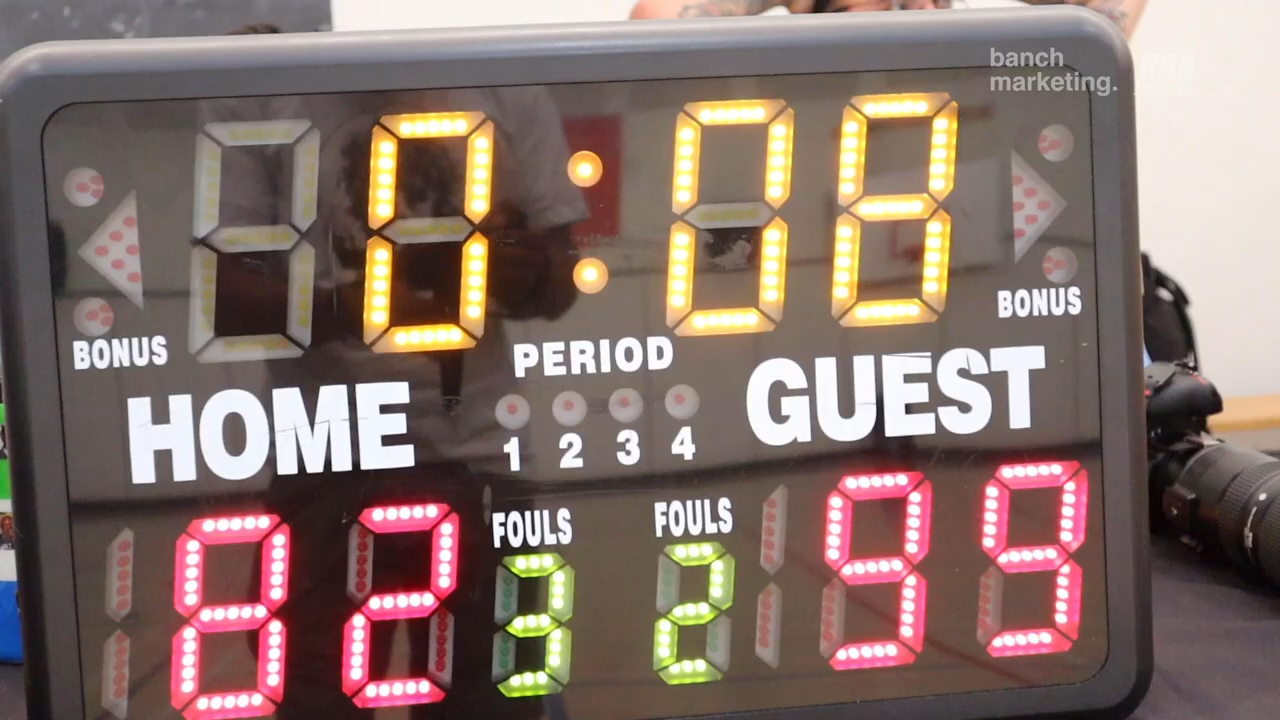 banch
marketing.
0:08
BONUS
BONUS
PERIOD
HOME
GUEST
1 2 3 4
FOULS
FOULS
82
3
2
99